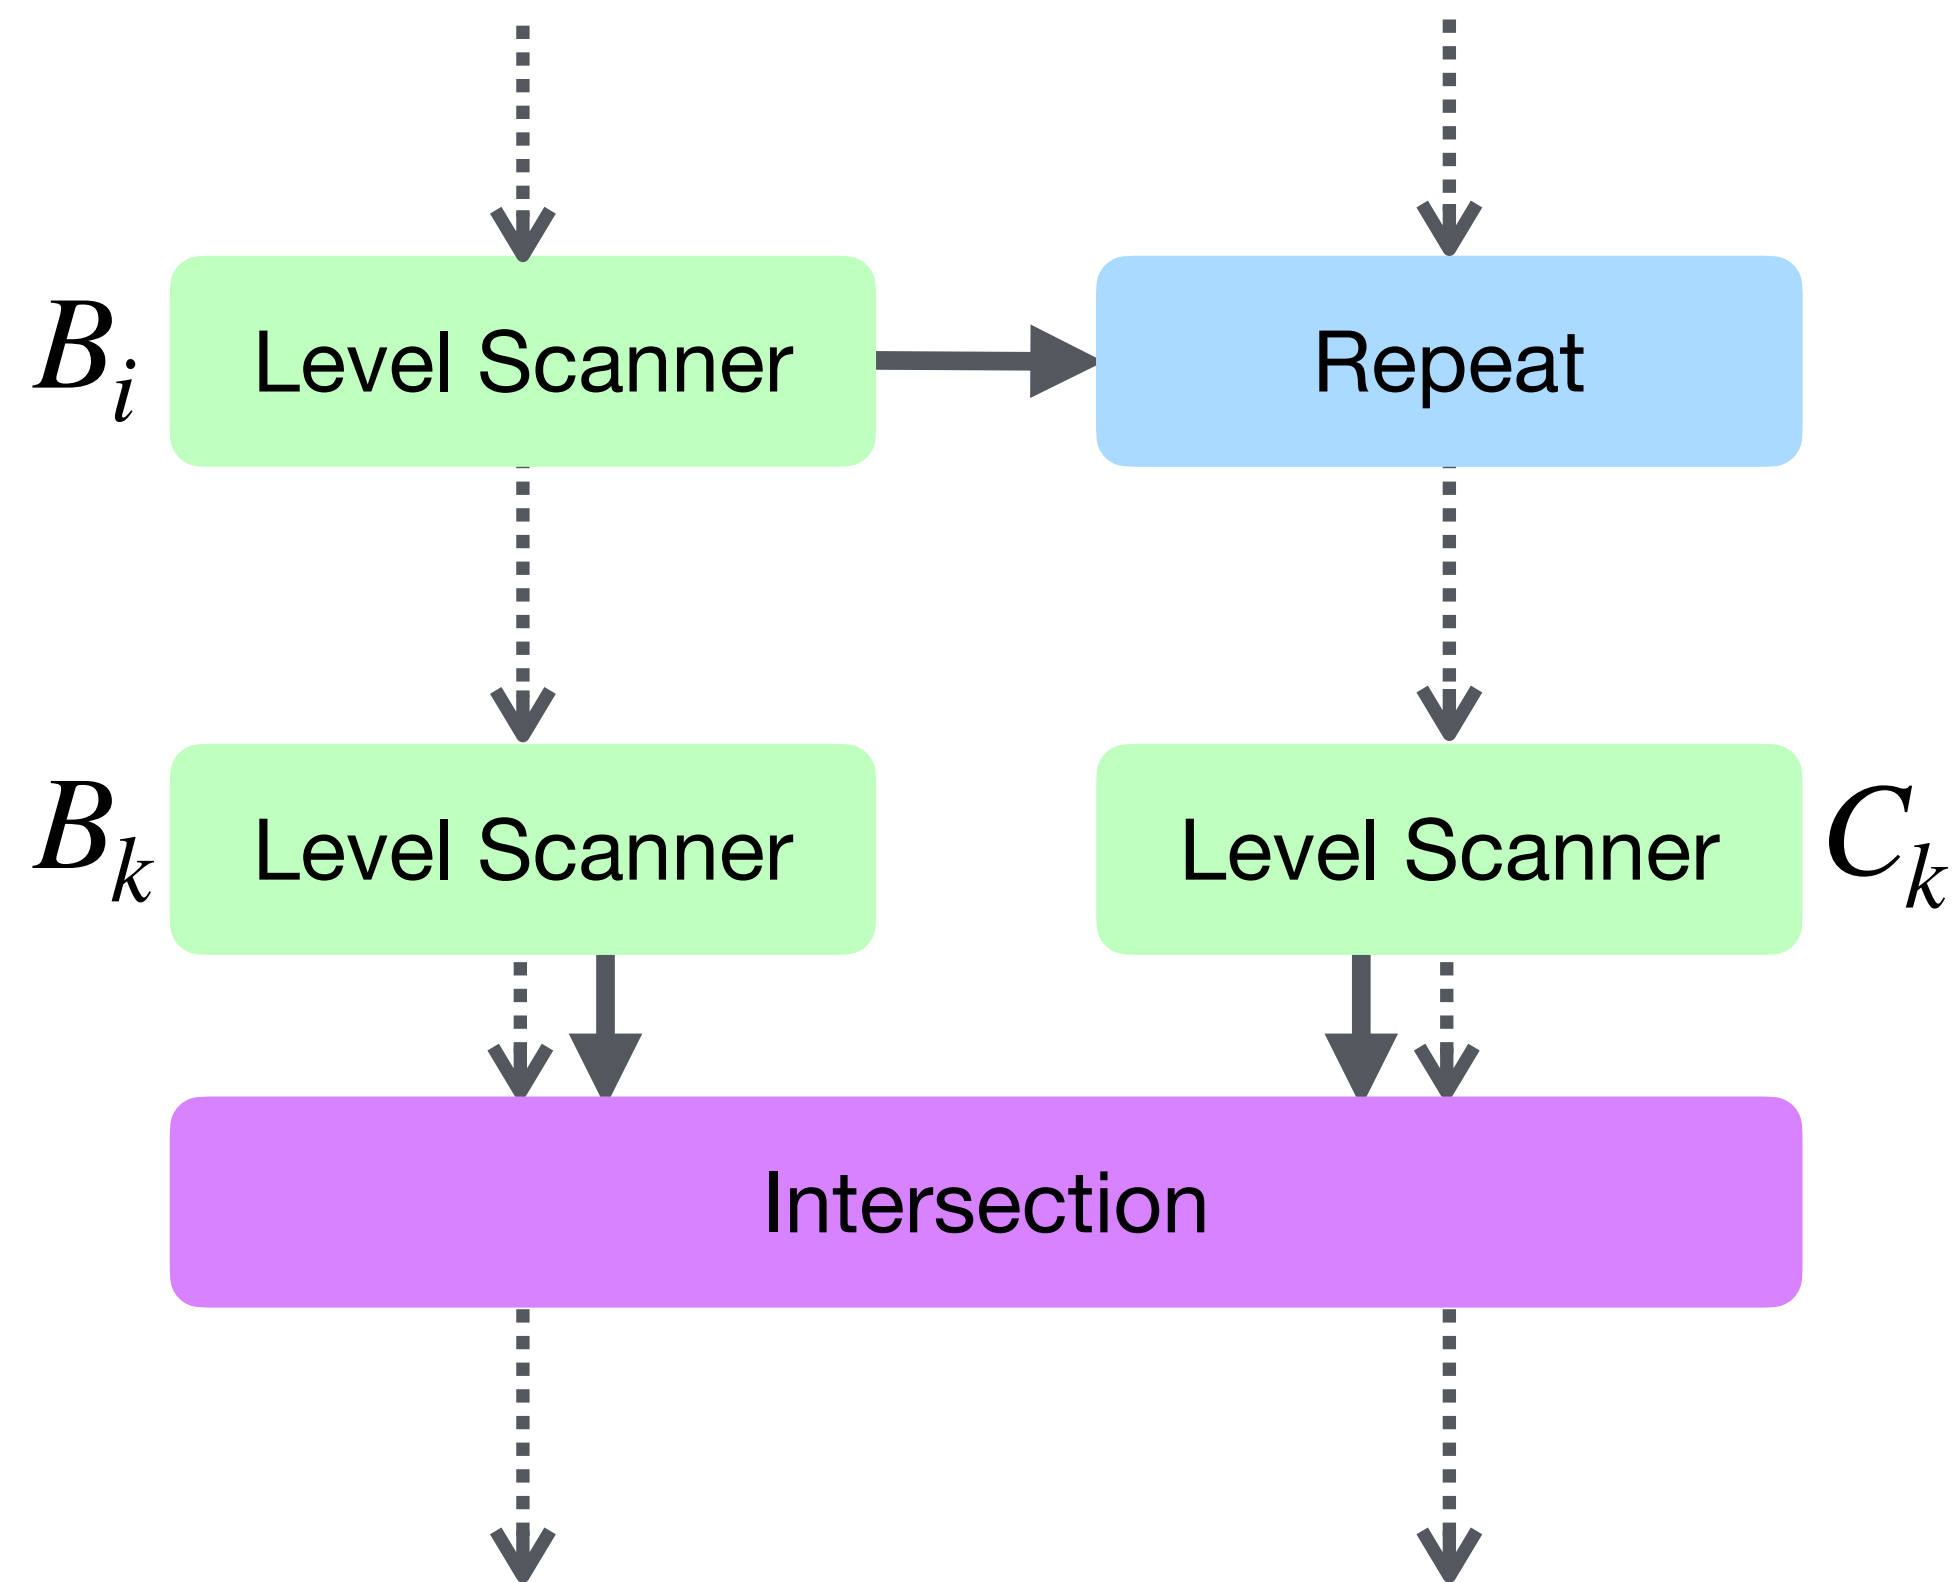 B_i Level Scanner Repeat
B_k Level Scanner Level Scanner C_k
Intersection